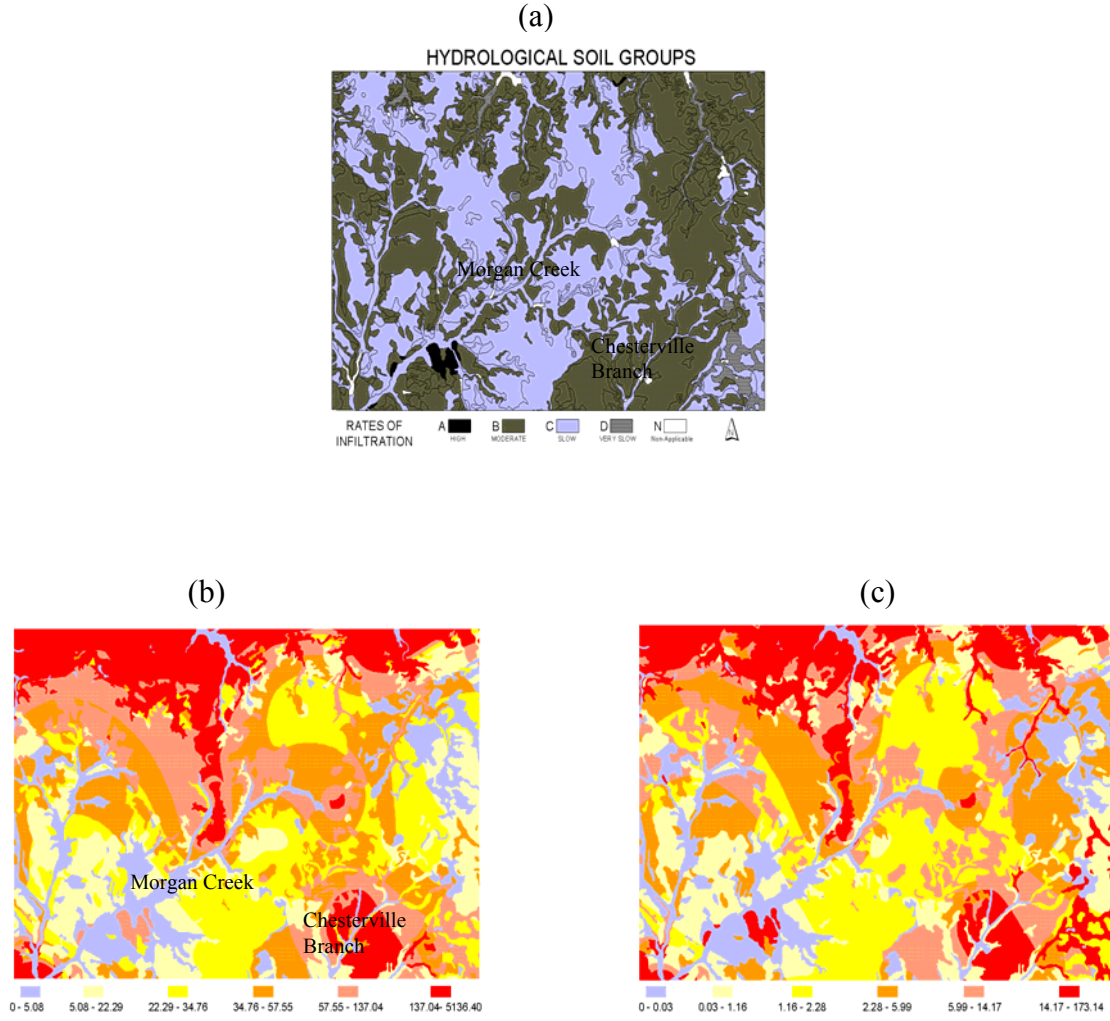 (a)
HYDROLOGICAL SOIL GROUPS
Morgan Creek
Chesterville
Branch
RATES OF
INFILTRATION
A B C D N
HIGH MODERATE SLOW VERY SLOW Non-Applicable
N
(b)
Morgan Creek
Chesterville
Branch
0 - 5.08 5.08 - 22.29 22.29 - 34.76 34.76 - 57.55 57.55 - 137.04 137.04- 5136.40
(c)
0 - 0.03 0.03 - 1.16 1.16 - 2.28 2.28 - 5.99 5.99 - 14.17 14.17 - 173.14